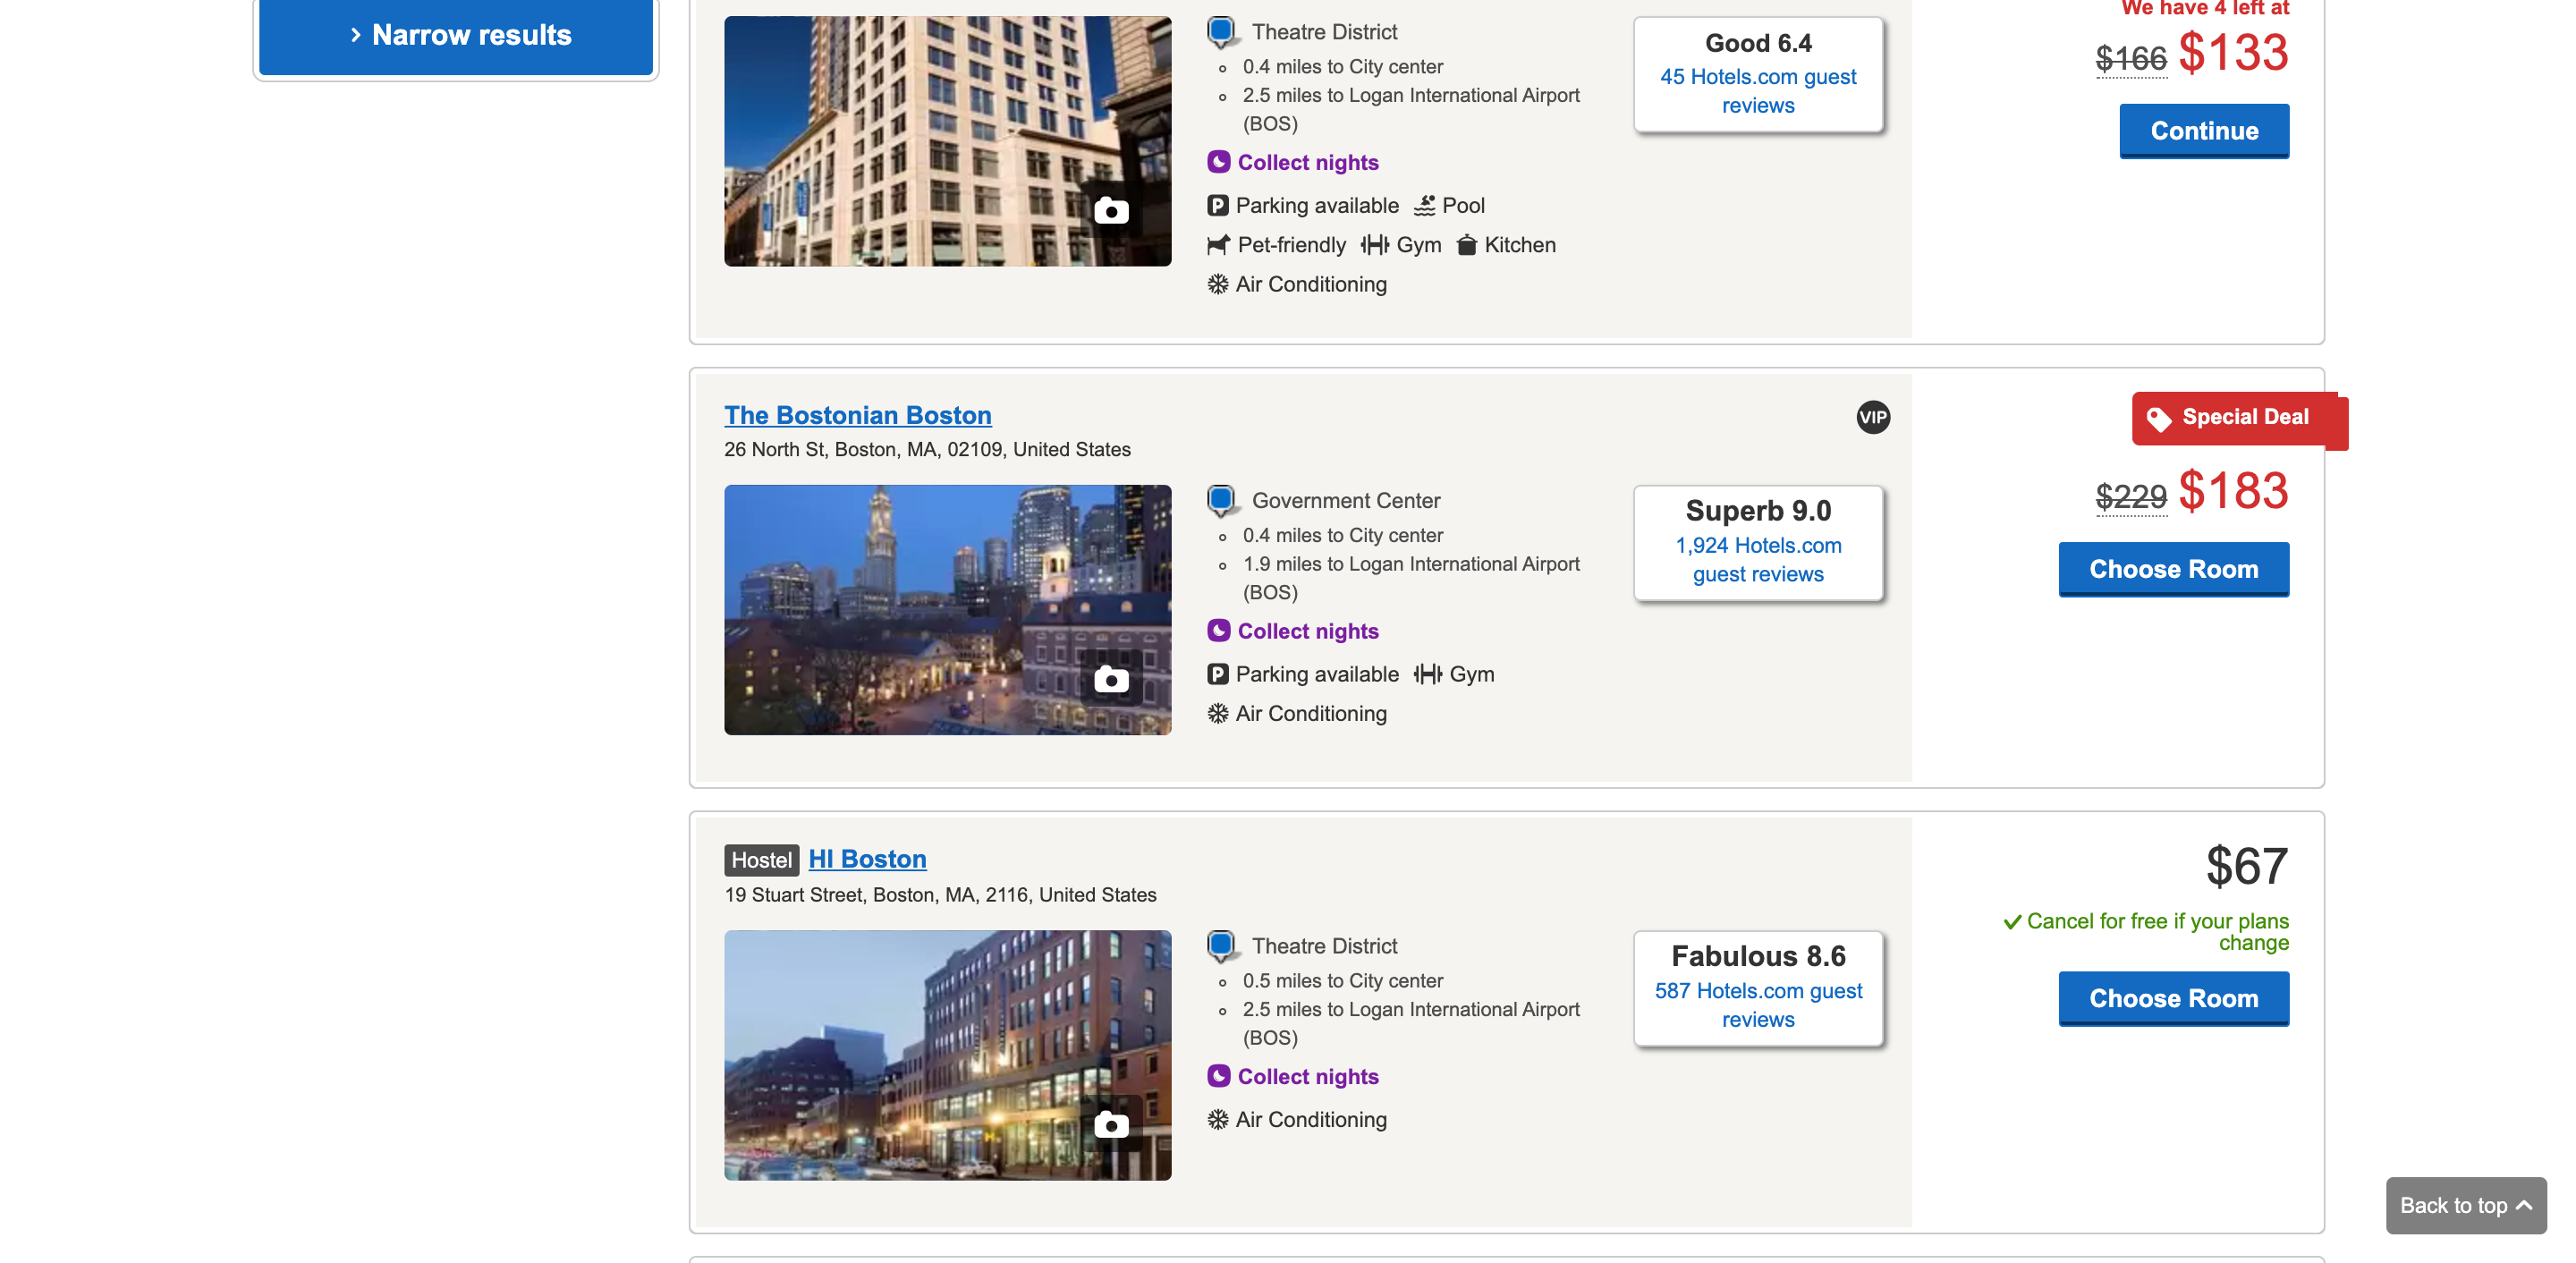 Narrow results
We have 4 left at
$166 $133
Continue
Theatre District
0.4 miles to City center
2.5 miles to Logan International Airport
(BOS)
Collect nights
P Parking available Pool
Pet-friendly Gym Kitchen
Air Conditioning
Good 6.4
45 Hotels.com guest
reviews
The Bostonian Boston
26 North St, Boston, MA, 02109, United States
VIP
Special Deal
$229 $183
Choose Room
Government Center
0.4 miles to City center
1.9 miles to Logan International Airport
(BOS)
Collect nights
P Parking available Gym
Air Conditioning
Superb 9.0
1,924 Hotels.com
guest reviews
Hostel HI Boston
19 Stuart Street, Boston, MA, 2116, United States
$67
Cancel for free if your plans
change
Choose Room
Theatre District
0.5 miles to City center
2.5 miles to Logan International Airport
(BOS)
Collect nights
Air Conditioning
Fabulous 8.6
587 Hotels.com guest
reviews
Back to top